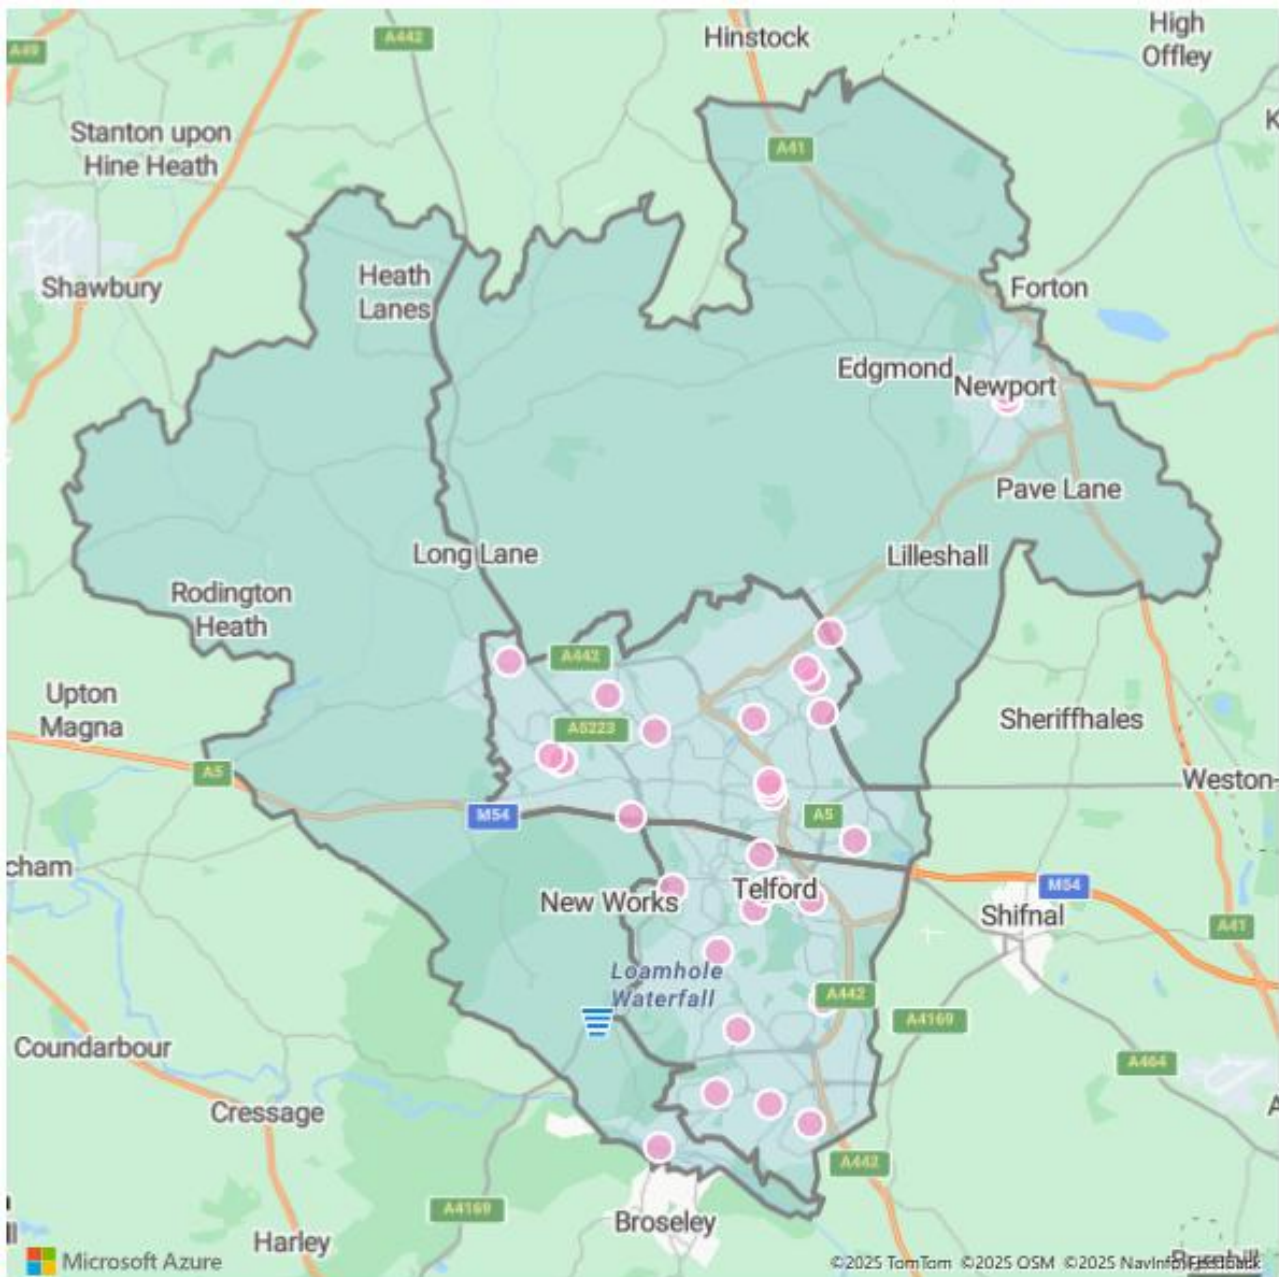 Hinstock
High
Offley
A49
A442
Stanton upon
Hine Heath
K
A41
Heath
Lanes
Shawbury
Forton
Edgmond
Newport
Pave Lane
Long Lane
Lilleshall
Rodington
Heath
A442
Upton
Magna
A5223
Sheriffhales
A5
Weston-
M54
A5
cham
New Works
Telford
M54
Shifnal
A41
Loamhole
Waterfall
A442
A4169
Coundarbour
A464
Cressage
A
A442
A4169
Broseley
Harley
Microsoft Azure
©2025 TomTom ©2025 OSM ©2025 NavInfo Feedback